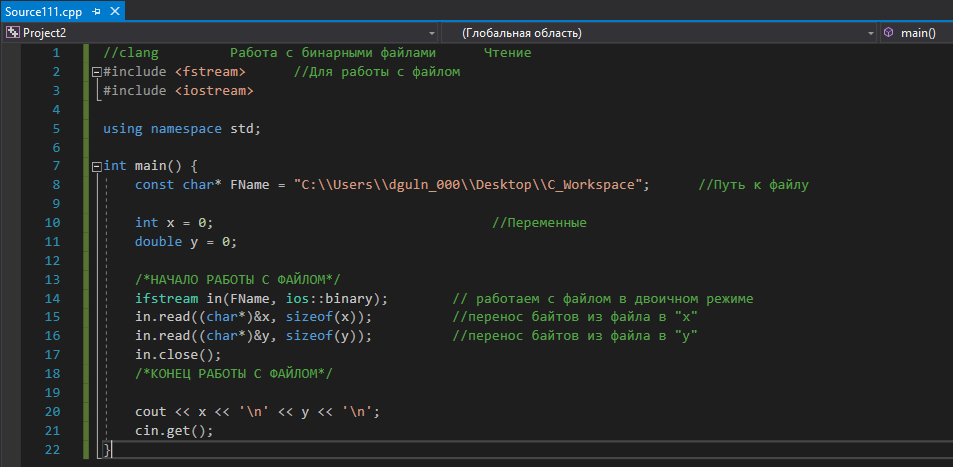 Source111.cpp
Project2 (Глобальная область) main()
1 //clang Работа с бинарными файлами Чтение
2 #include <fstream> //Для работы с файлом
3 #include <iostream>
4
5 using namespace std;
6
7 int main() {
8 const char* FName = "C:\\Users\\dguln_000\\Desktop\\C_Workspace"; //Путь к файлу
9
10 int x = 0; //Переменные
11 double y = 0;
12
13 /*НАЧАЛО РАБОТЫ С ФАЙЛОМ*/
14 ifstream in(FName, ios::binary); // работаем с файлом в двоичном режиме
15 in.read((char*)&x, sizeof(x)); //перенос байтов из файла в "x"
16 in.read((char*)&y, sizeof(y)); //перенос байтов из файла в "y"
17 in.close();
18 /*КОНЕЦ РАБОТЫ С ФАЙЛОМ*/
19
20 cout << x << '\n' << y << '\n';
21 cin.get();
22 }